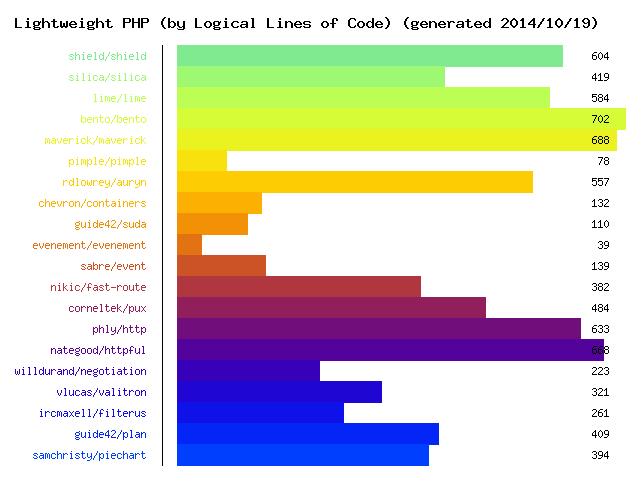 Lightweight PHP (by Logical Lines of Code) (generated 2014/10/19)
shield/shield 604
silica/silica 419
lime/lime 584
bento/bento 702
maverick/maverick 688
pimple/pimple 78
rdlowrey/auryn 557
chevron/containers 132
guide42/suda 110
evenement/evenement 39
sabre/event 139
nikic/fast-route 382
corneltek/pux 484
phly/http 633
nategood/httpful 668
willdurand/negotiation 223
vlucas/valitron 321
ircmaxell/filterus 261
guide42/plan 409
samchristy/piechart 394